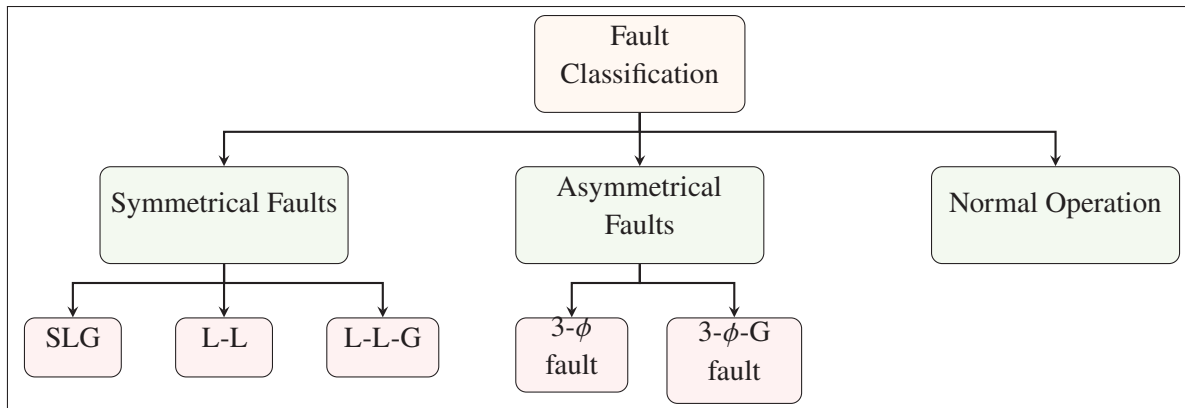 Fault
Classification
Symmetrical Faults
Asymmetrical
Faults
Normal Operation
SLG
L-L
L-L-G
3-ϕ
fault
3-ϕ-G
fault